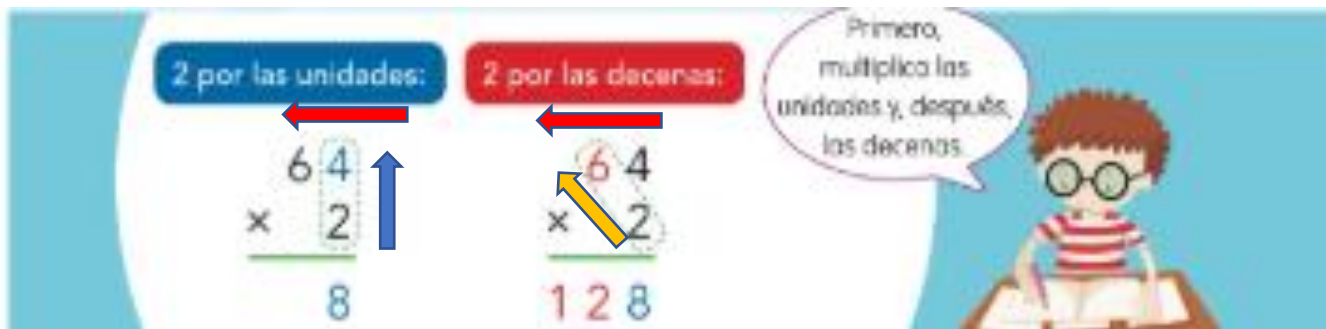 2 por las unidades:
6 4
× 2
8
2 por las decenas:
6 4
× 2
1 2 8
Primero,
multiplico las
unidades y, después,
las decenas.